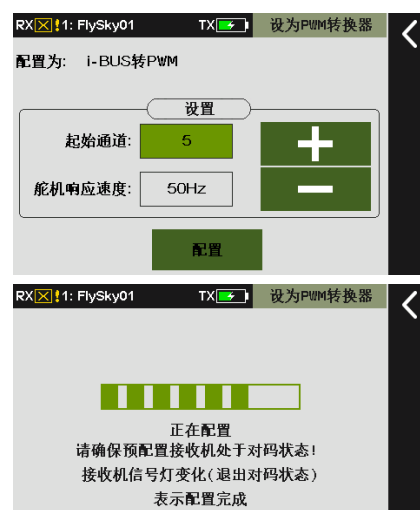 RX!1: FlySky01 TX 设为PWM转换器
配置为: i-BUS转PWM
设置
起始通道: 5
舵机响应速度: 50Hz
配置
RX!1: FlySky01 TX 设为PWM转换器
正在配置
请确保预配置接收机处于对码状态!
接收机信号灯变化(退出对码状态)
表示配置完成